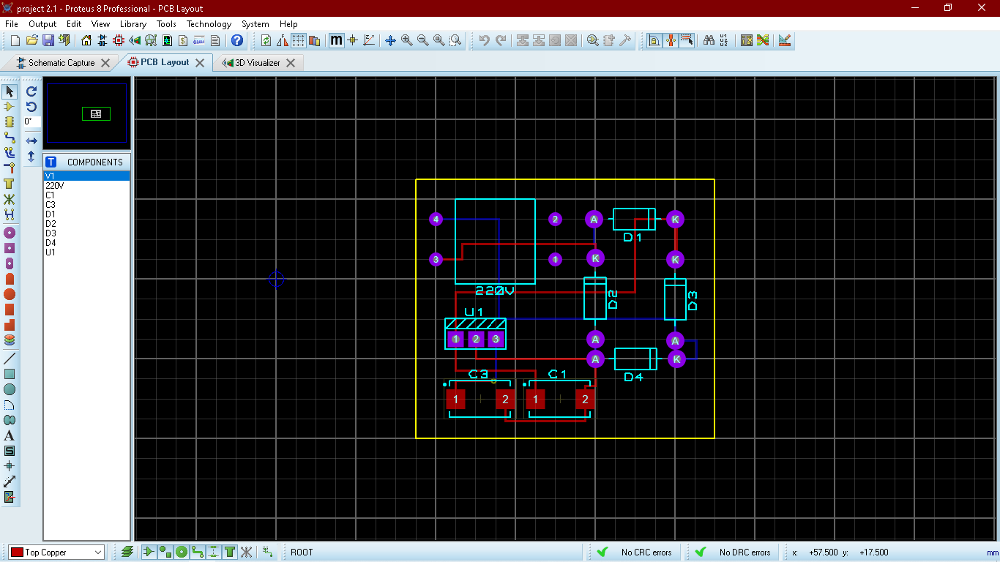 project 2.1 - Proteus 8 Professional - PCB Layout
File Output Edit View Library Tools Technology System Help
Schematic Capture PCB Layout 3D Visualizer
0°
T COMPONENTS
V1
220V
C1
C3
D1
D2
D3
D4
U1
4 2 A K
D1
3 1 K K
220V D2 D3
U1
1 2 3 A A
A K
C3 C1 D4
1 2 1 2
Top Copper ROOT No CRC errors No DRC errors x: +57.500 y: +17.500 mm